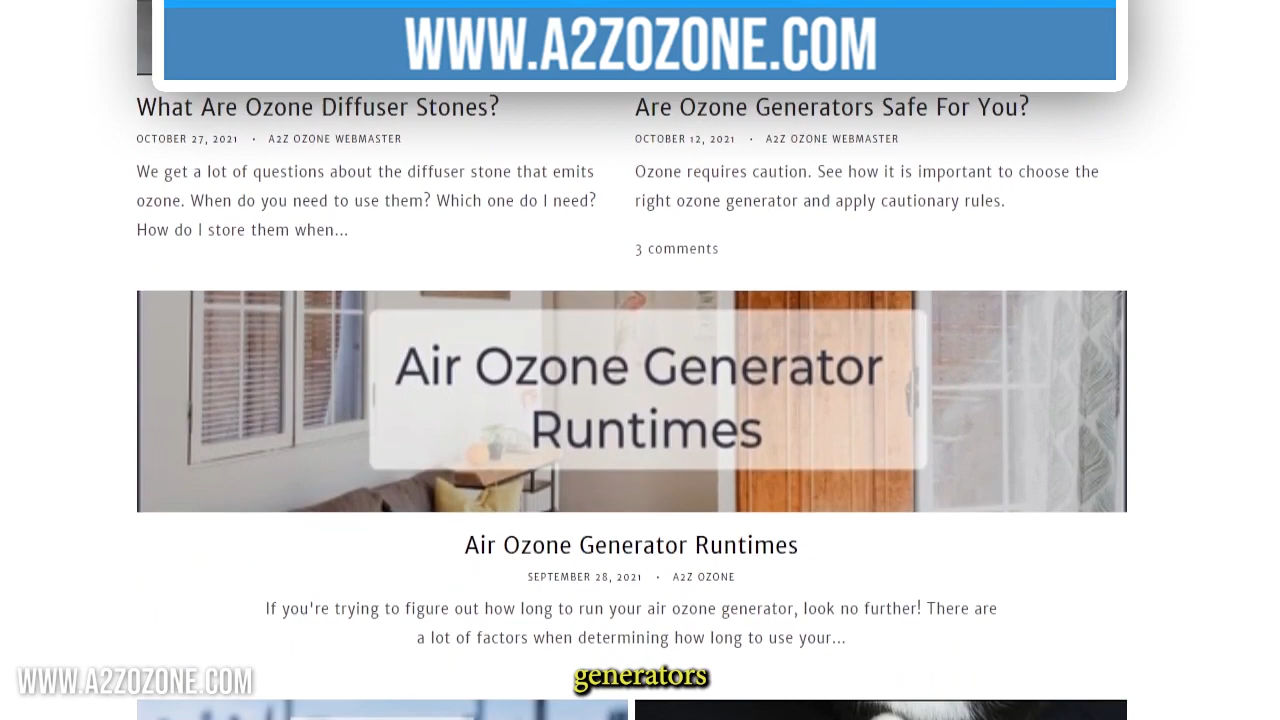 WWW.A2ZOZONE.COM
What Are Ozone Diffuser Stones?
OCTOBER 27, 2021 • A2Z OZONE WEBMASTER
We get a lot of questions about the diffuser stone that emits
ozone. When do you need to use them? Which one do I need?
How do I store them when...
Are Ozone Generators Safe For You?
OCTOBER 12, 2021 • A2Z OZONE WEBMASTER
Ozone requires caution. See how it is important to choose the
right ozone generator and apply cautionary rules.
3 comments
Air Ozone Generator
Runtimes
Air Ozone Generator Runtimes
SEPTEMBER 28, 2021 • A2Z OZONE
If you're trying to figure out how long to run your air ozone generator, look no further! There are
a lot of factors when determining how long to use your...
WWW.A2ZOZONE.COM
generators